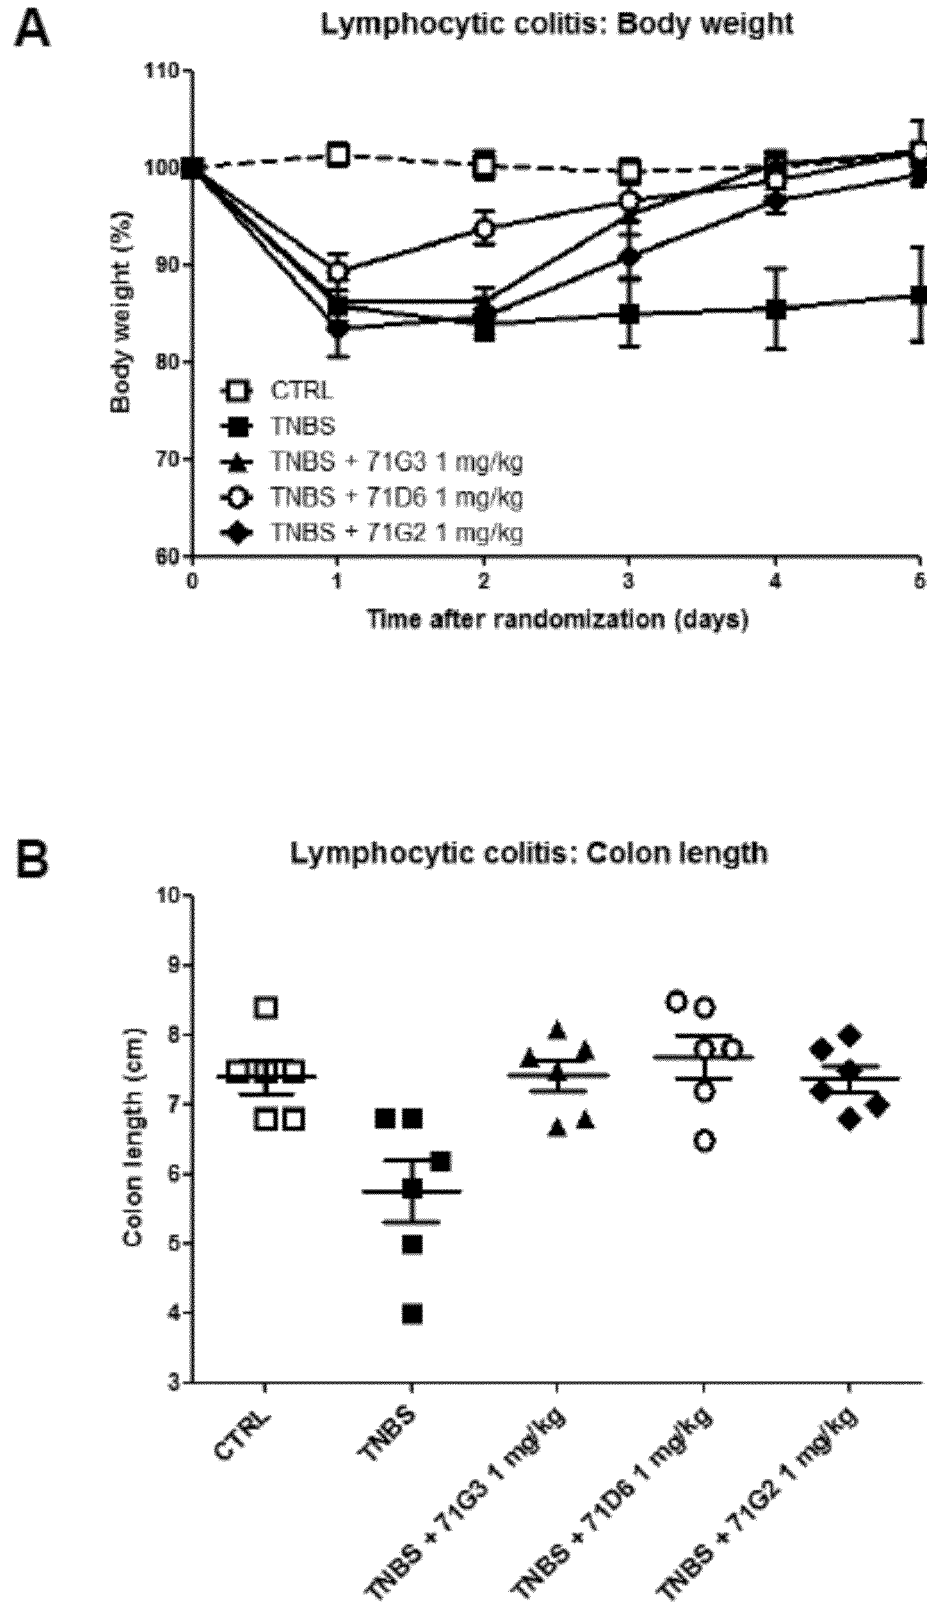 A
Lymphocytic colitis: Body weight
110
100
90
80
70
60
Body weight (%)
CTRL
TNBS
TNBS + 71G3 1 mg/kg
TNBS + 71D6 1 mg/kg
TNBS + 71G2 1 mg/kg
0 1 2 3 4 5
Time after randomization (days)
B
Lymphocytic colitis: Colon length
10
9
8
7
6
5
4
3
Colon length (cm)
CTRL
TNBS
TNBS + 71G3 1 mg/kg
TNBS + 71D6 1 mg/kg
TNBS + 71G2 1 mg/kg